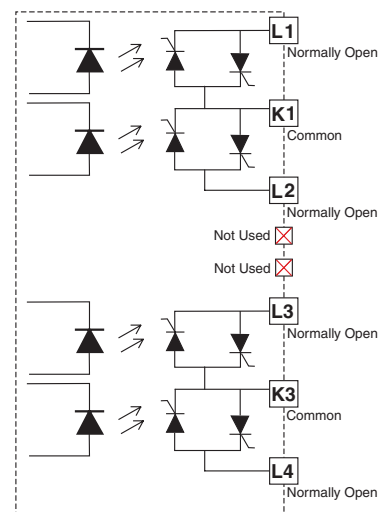 L1
Normally Open
K1
Common
L2
Normally Open
Not Used
Not Used
L3
Normally Open
K3
Common
L4
Normally Open